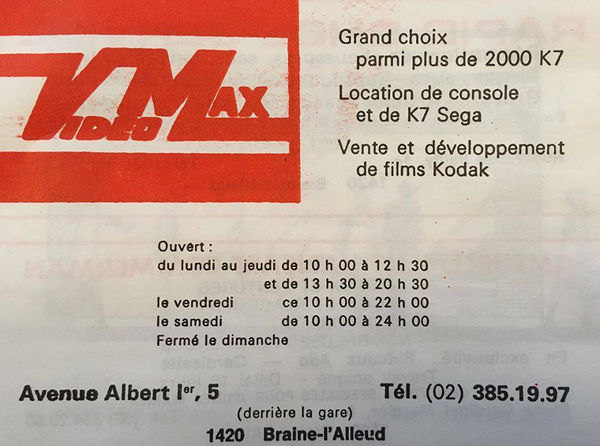 VIDÉO MAX
Grand choix
parmi plus de 2000 K7
Location de console
et de K7 Sega
Vente et développement
de films Kodak
Ouvert :
du lundi au jeudi de 10 h 00 à 12 h 30
et de 13 h 30 à 20 h 30
le vendredi ce 10 h 00 à 22 h 00
le samedi de 10 h 00 à 24 h 00
Fermé le dimanche
Avenue Albert Ier, 5
Tél. (02) 385.19.97
(derrière la gare)
1420 Braine-l'Alleud